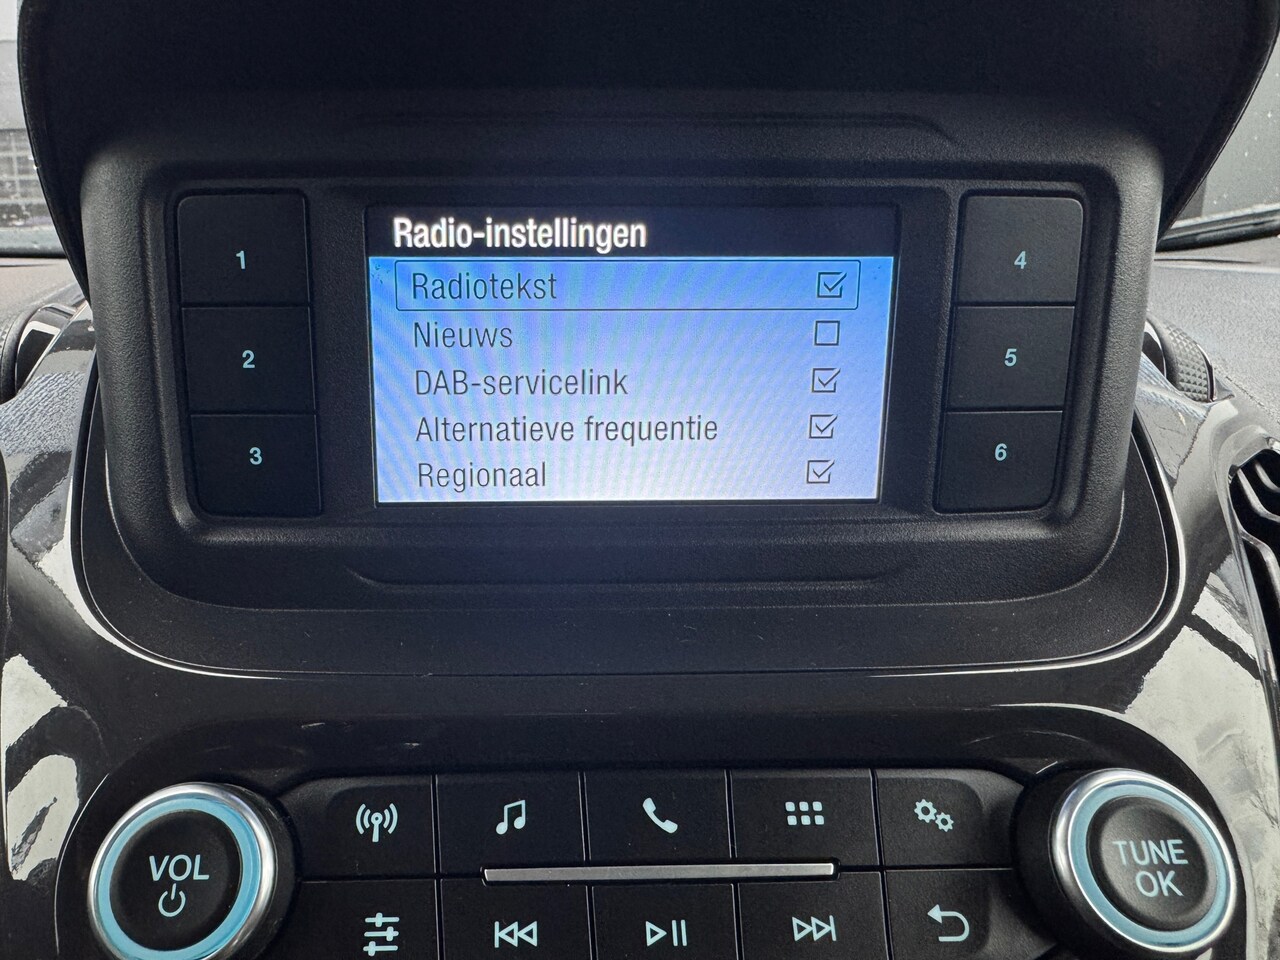 Radio-instellingen
Radiotekst
Nieuws
DAB-servicelink
Alternatieve frequentie
Regionaal
1
2
3
4
5
6
VOL
TUNE
OK